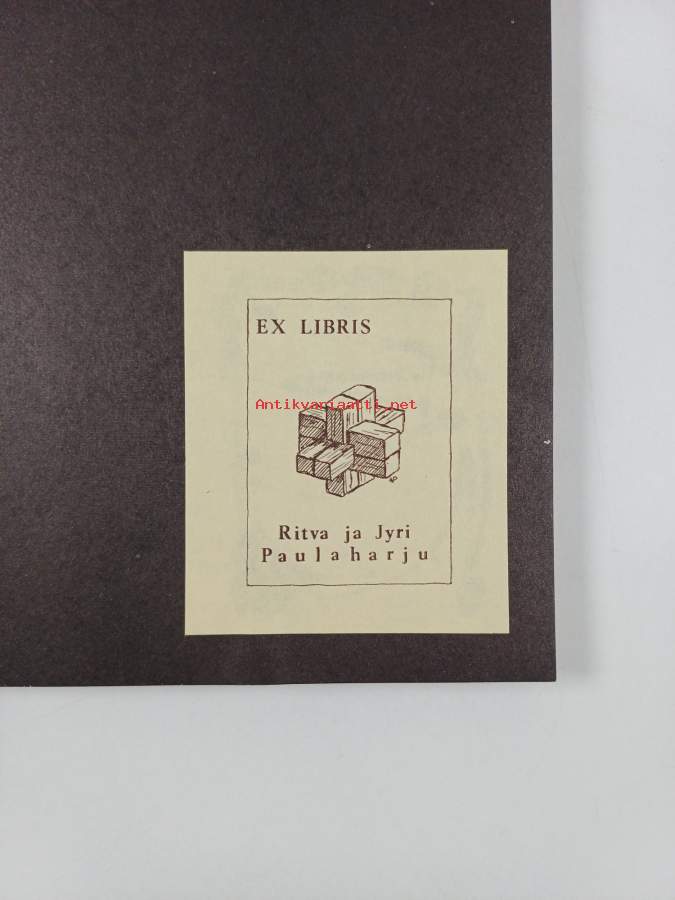 EX LIBRIS
Antikvariaatti.net
Ritva ja Jyri
Paulaharju